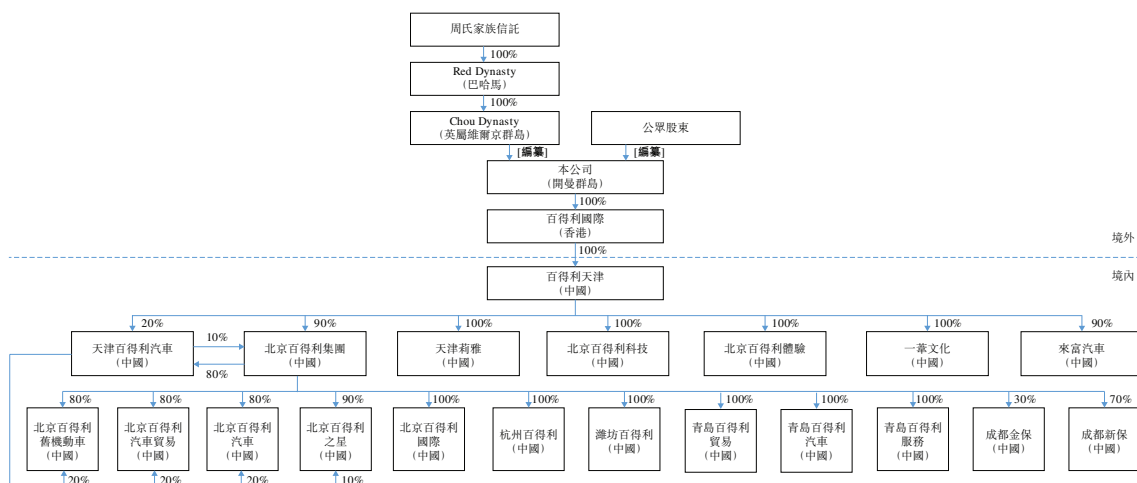 周氏家族信託
100%
Red Dynasty
（巴哈馬）
100%
Chou Dynasty
（英屬維爾京群島）
公眾股東
[編纂]
[編纂]
本公司
（開曼群島）
100%
百得利國際
（香港）
境外
100%
境內
百得利天津
（中國）
20%
90%
100%
100%
100%
100%
90%
天津百得利汽車
（中國）
10%
80%
北京百得利集團
（中國）
天津莉雅
（中國）
北京百得利科技
（中國）
北京百得利體驗
（中國）
一葦文化
（中國）
來富汽車
（中國）
80%
80%
80%
90%
100%
100%
100%
100%
100%
100%
30%
70%
北京百得利
舊機動車
（中國）
北京百得利
汽車貿易
（中國）
北京百得利
汽車
（中國）
北京百得利
之星
（中國）
北京百得利
國際
（中國）
杭州百得利
（中國）
濰坊百得利
（中國）
青島百得利
貿易
（中國）
青島百得利
汽車
（中國）
青島百得利
服務
（中國）
成都金保
（中國）
成都新保
（中國）
20%
20%
20%
10%